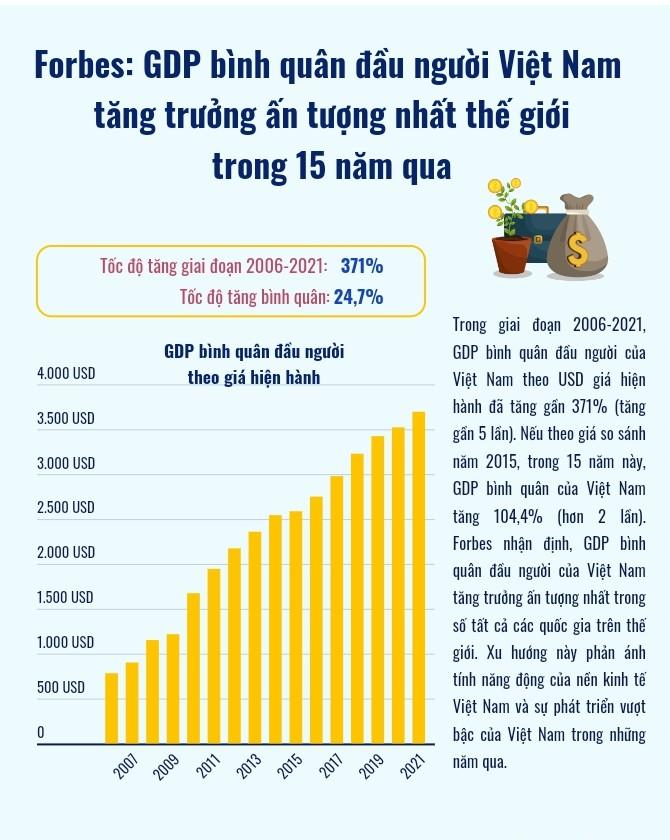 Forbes: GDP bình quân đầu người Việt Nam
tăng trưởng ấn tượng nhất thế giới
trong 15 năm qua
Tốc độ tăng giai đoạn 2006-2021: 371%
Tốc độ tăng bình quân: 24,7%
GDP bình quân đầu người
theo giá hiện hành
4.000 USD
3.500 USD
3.000 USD
2.500 USD
2.000 USD
1.500 USD
1.000 USD
500 USD
0
2007
2009
2011
2013
2015
2017
2019
2021
$
Trong giai đoạn 2006-2021,
GDP bình quân đầu người của
Việt Nam theo USD giá hiện
hành đã tăng gần 371% (tăng
gần 5 lần). Nếu theo giá so sánh
năm 2015, trong 15 năm này,
GDP bình quân của Việt Nam
tăng 104,4% (hơn 2 lần).
Forbes nhận định, GDP bình
quân đầu người của Việt Nam
tăng trưởng ấn tượng nhất trong
số tất cả các quốc gia trên thế
giới. Xu hướng này phản ánh
tính năng động của nền kinh tế
Việt Nam và sự phát triển vượt
bậc của Việt Nam trong những
năm qua.